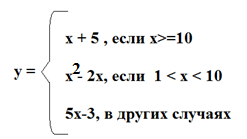 x + 5 , если x>=10
y =
x²- 2x, если 1 < x < 10
5x-3, в других случаях